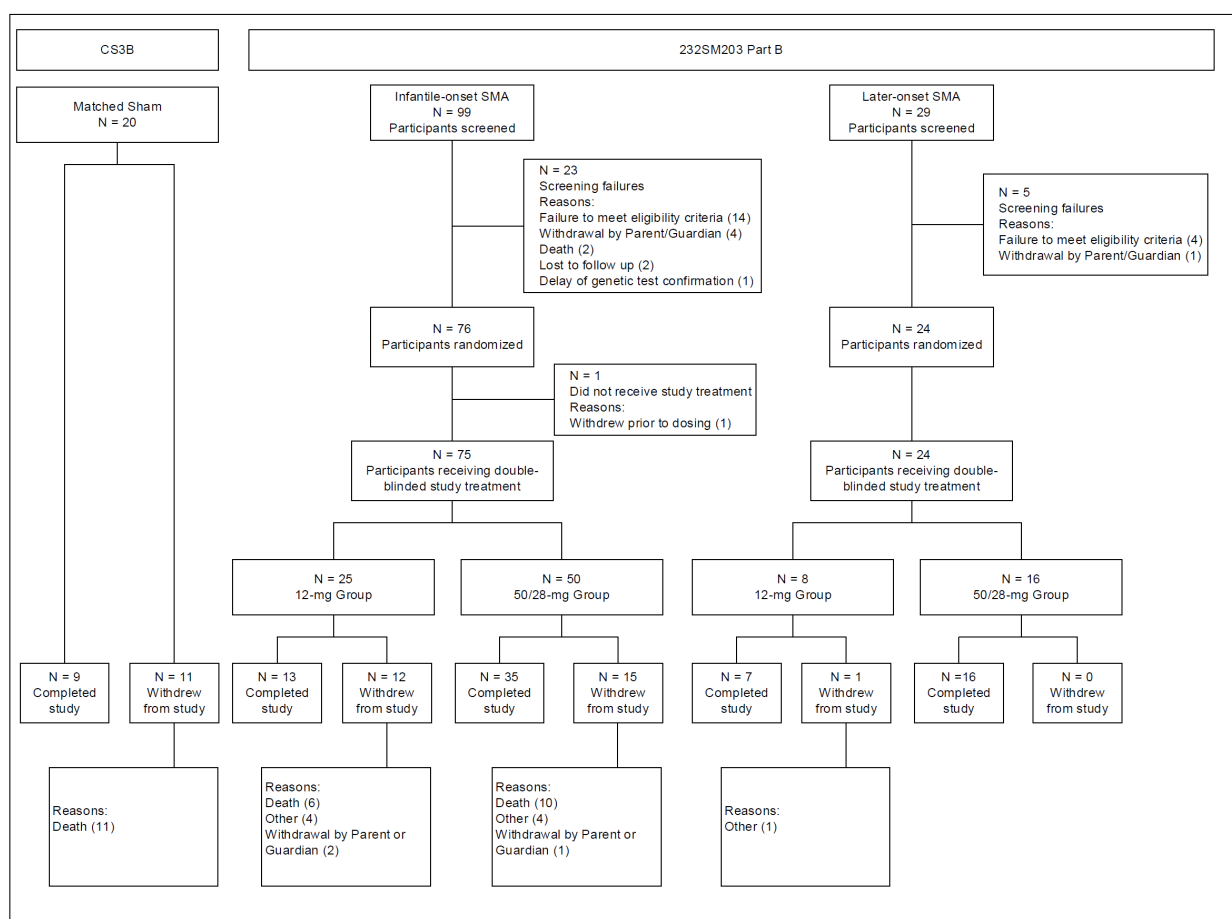 CS3B
232SM203 Part B
Matched Sham
N = 20
Infantile-onset SMA
N = 99
Participants screened
Later-onset SMA
N = 29
Participants screened
N = 23
Screening failures
Reasons:
Failure to meet eligibility criteria (14)
Withdrawal by Parent/Guardian (4)
Death (2)
Lost to follow up (2)
Delay of genetic test confirmation (1)
N = 5
Screening failures
Reasons:
Failure to meet eligibility criteria (4)
Withdrawal by Parent/Guardian (1)
N = 76
Participants randomized
N = 24
Participants randomized
N = 1
Did not receive study treatment
Reasons:
Withdrew prior to dosing (1)
N = 75
Participants receiving double-
blinded study treatment
N = 24
Participants receiving double-
blinded study treatment
N = 25
12-mg Group
N = 50
50/28-mg Group
N = 8
12-mg Group
N = 16
50/28-mg Group
N = 9
Completed
study
N = 11
Withdrew
from study
N = 13
Completed
study
N = 12
Withdrew
from study
N = 35
Completed
study
N = 15
Withdrew
from study
N = 7
Completed
study
N = 1
Withdrew
from study
N =16
Completed
study
N = 0
Withdrew
from study
Reasons:
Death (11)
Reasons:
Death (6)
Other (4)
Withdrawal by Parent or
Guardian (2)
Reasons:
Death (10)
Other (4)
Withdrawal by Parent or
Guardian (1)
Reasons:
Other (1)